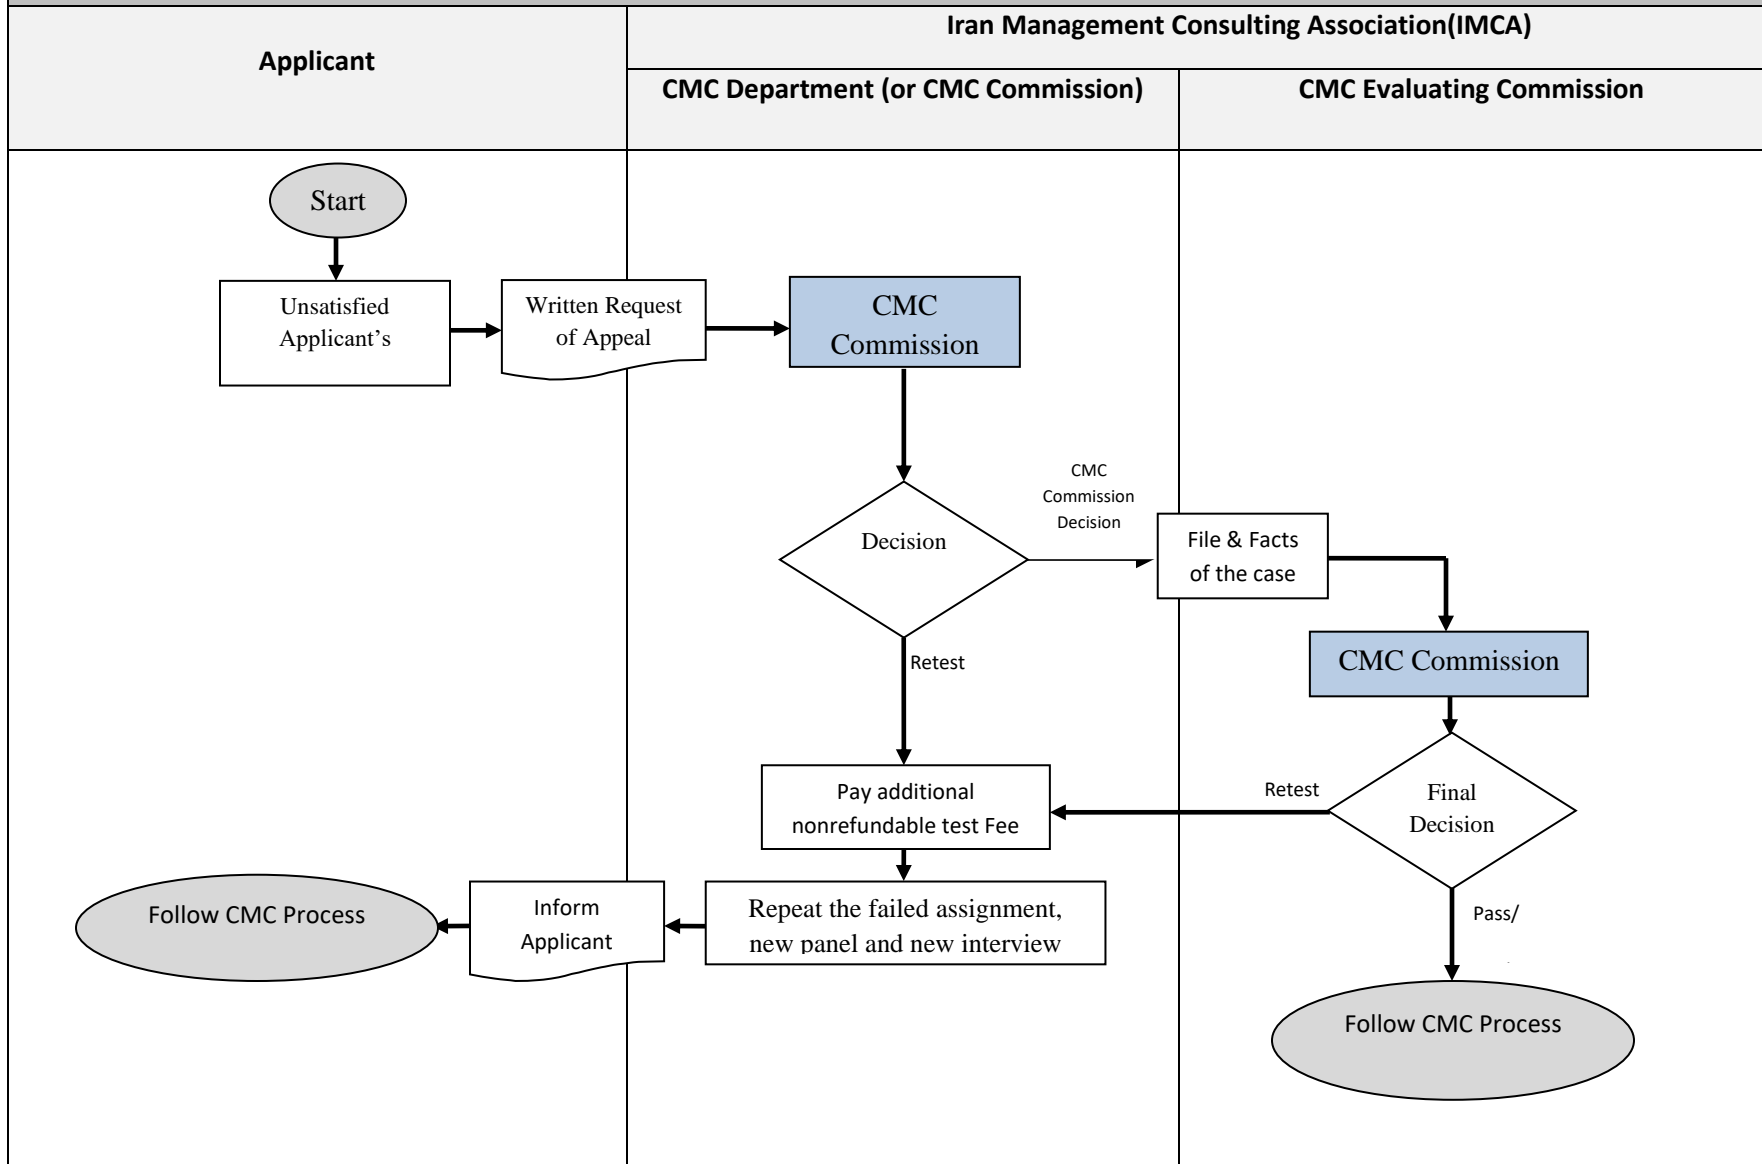 Iran Management Consulting Association(IMCA)
Applicant
CMC Department (or CMC Commission)
CMC Evaluating Commission
Start
Unsatisfied
Applicant’s
Written Request
of Appeal
CMC
Commission
Decision
CMC
Commission
Decision
File & Facts
of the case
CMC Commission
Retest
Final
Decision
Retest
Pay additional
nonrefundable test Fee
Repeat the failed assignment,
new panel and new interview
Inform
Applicant
Follow CMC Process
Pass/
Follow CMC Process